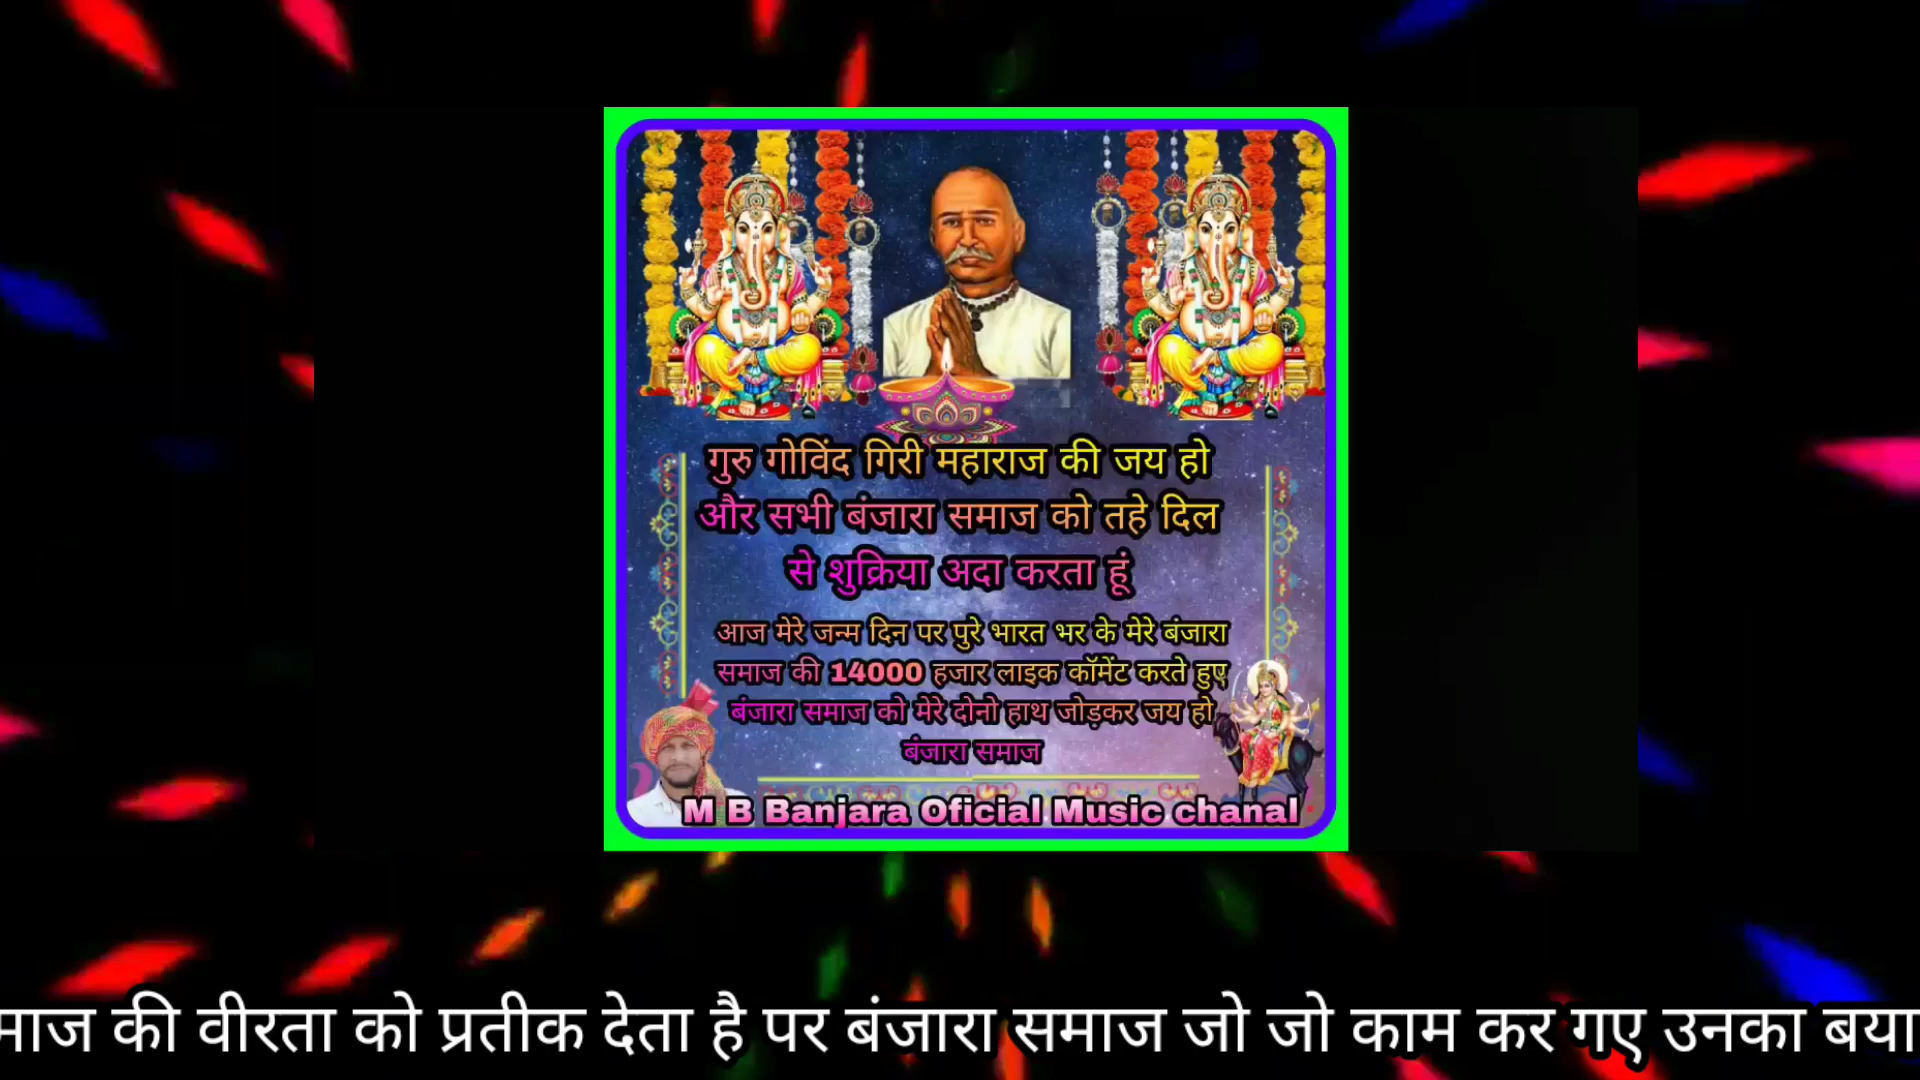 गुरु गोविंद गिरी महाराज की जय हो
और सभी बंजारा समाज को तहे दिल
से शुक्रिया अदा करता हूं
आज मेरे जन्म दिन पर पुरे भारत भर के मेरे बंजारा
समाज की 14000 हजार लाइक कॉमेंट करते हुए
बंजारा समाज को मेरे दोनो हाथ जोड़कर जय हो
बंजारा समाज
M B Banjara Oficial Music chanal
माज की वीरता को प्रतीक देता है पर बंजारा समाज जो जो काम कर गए उनका बया